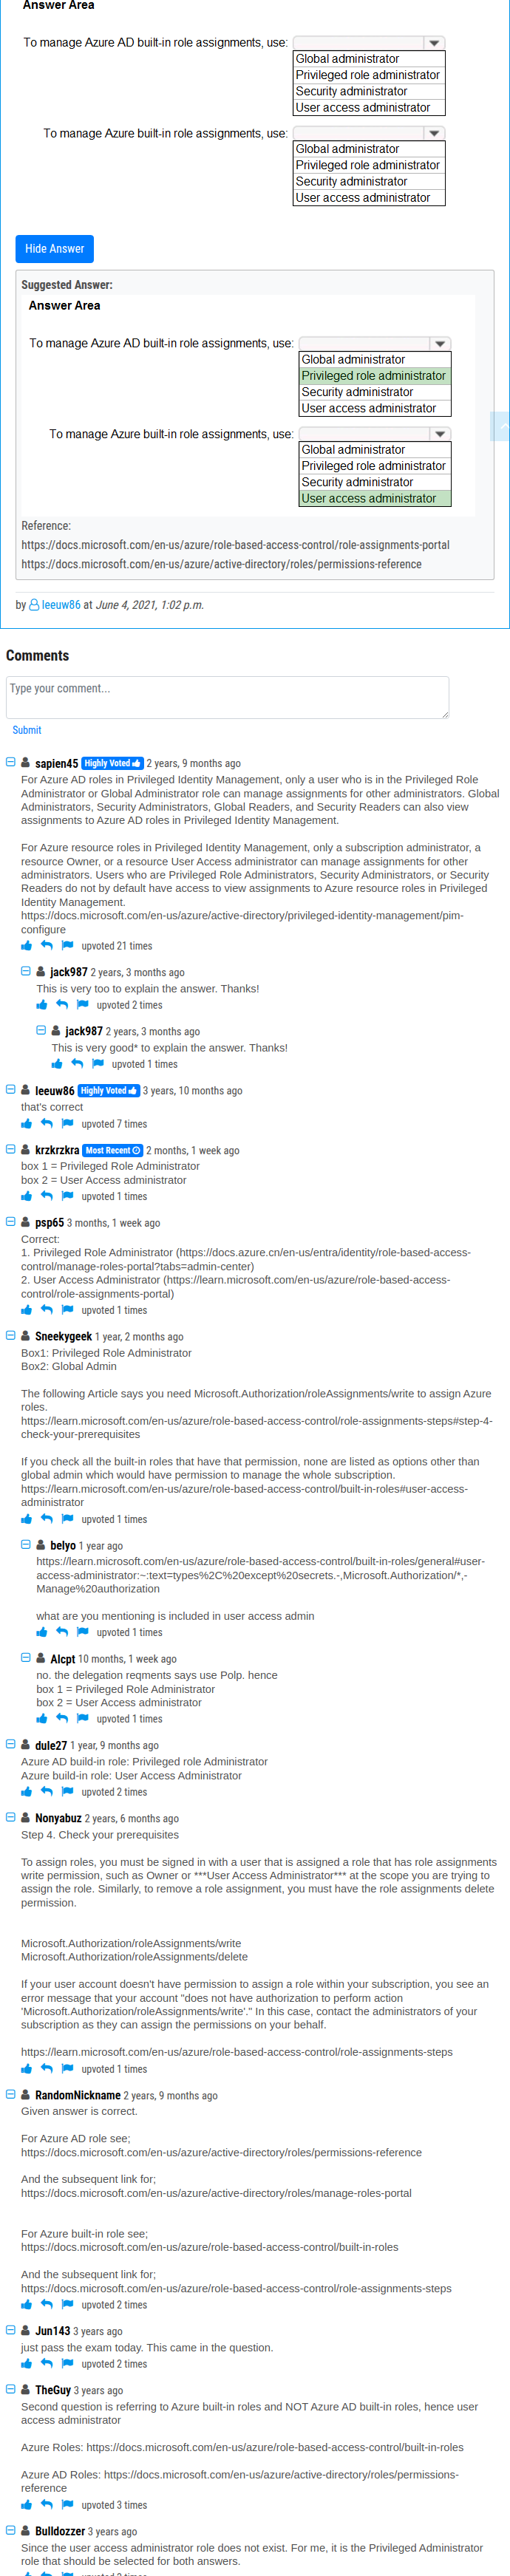 Answer Area
To manage Azure AD built-in role assignments, use:
Global administrator
Privileged role administrator
Security administrator
User access administrator
To manage Azure built-in role assignments, use:
Global administrator
Privileged role administrator
Security administrator
User access administrator
Hide Answer
Suggested Answer:
Answer Area
To manage Azure AD built-in role assignments, use:
Global administrator
Privileged role administrator
Security administrator
User access administrator
To manage Azure built-in role assignments, use:
Global administrator
Privileged role administrator
Security administrator
User access administrator
Reference:
https://docs.microsoft.com/en-us/azure/role-based-access-control/role-assignments-portal
https://docs.microsoft.com/en-us/azure/active-directory/roles/permissions-reference
by leeuw86 at June 4, 2021, 1:02 p.m.
Comments
Type your comment...
Submit
sapien45 Highly Voted 2 years, 9 months ago
For Azure AD roles in Privileged Identity Management, only a user who is in the Privileged Role
Administrator or Global Administrator role can manage assignments for other administrators. Global
Administrators, Security Administrators, Global Readers, and Security Readers can also view
assignments to Azure AD roles in Privileged Identity Management.
For Azure resource roles in Privileged Identity Management, only a subscription administrator, a
resource Owner, or a resource User Access administrator can manage assignments for other
administrators. Users who are Privileged Role Administrators, Security Administrators, or Security
Readers do not by default have access to view assignments to Azure resource roles in Privileged
Identity Management.
https://docs.microsoft.com/en-us/azure/active-directory/privileged-identity-management/pim-
configure
upvoted 21 times
jack987 2 years, 3 months ago
This is very too to explain the answer. Thanks!
upvoted 2 times
jack987 2 years, 3 months ago
This is very good* to explain the answer. Thanks!
upvoted 1 times
leeuw86 Highly Voted 3 years, 10 months ago
that's correct
upvoted 7 times
krzkrzkra Most Recent 2 months, 1 week ago
box 1 = Privileged Role Administrator
box 2 = User Access administrator
upvoted 1 times
psp65 3 months, 1 week ago
Correct:
1. Privileged Role Administrator (https://docs.azure.cn/en-us/entra/identity/role-based-access-
control/manage-roles-portal?tabs=admin-center)
2. User Access Administrator (https://learn.microsoft.com/en-us/azure/role-based-access-
control/role-assignments-portal)
upvoted 1 times
Sneekygeek 1 year, 2 months ago
Box1: Privileged Role Administrator
Box2: Global Admin
The following Article says you need Microsoft.Authorization/roleAssignments/write to assign Azure
roles.
https://learn.microsoft.com/en-us/azure/role-based-access-control/role-assignments-steps#step-4-
check-your-prerequisites
If you check all the built-in roles that have that permission, none are listed as options other than
global admin which would have permission to manage the whole subscription.
https://learn.microsoft.com/en-us/azure/role-based-access-control/built-in-roles#user-access-
administrator
upvoted 1 times
belyo 1 year ago
https://learn.microsoft.com/en-us/azure/role-based-access-control/built-in-roles/general#user-
access-administrator:~:text=types%2C%20except%20secrets.-,Microsoft.Authorization/*,-
Manage%20authorization
what are you mentioning is included in user access admin
upvoted 1 times
Alcpt 10 months, 1 week ago
no. the delegation reqments says use Polp. hence
box 1 = Privileged Role Administrator
box 2 = User Access administrator
upvoted 1 times
dule27 1 year, 9 months ago
Azure AD build-in role: Privileged role Administrator
Azure build-in role: User Access Administrator
upvoted 2 times
Nonyabuz 2 years, 6 months ago
Step 4. Check your prerequisites
To assign roles, you must be signed in with a user that is assigned a role that has role assignments
write permission, such as Owner or ***User Access Administrator*** at the scope you are trying to
assign the role. Similarly, to remove a role assignment, you must have the role assignments delete
permission.
Microsoft.Authorization/roleAssignments/write
Microsoft.Authorization/roleAssignments/delete
If your user account doesn't have permission to assign a role within your subscription, you see an
error message that your account "does not have authorization to perform action
'Microsoft.Authorization/roleAssignments/write'." In this case, contact the administrators of your
subscription as they can assign the permissions on your behalf.
https://learn.microsoft.com/en-us/azure/role-based-access-control/role-assignments-steps
upvoted 1 times
RandomNickname 2 years, 9 months ago
Given answer is correct.
For Azure AD role see;
https://docs.microsoft.com/en-us/azure/active-directory/roles/permissions-reference
And the subsequent link for;
https://docs.microsoft.com/en-us/azure/active-directory/roles/manage-roles-portal
For Azure built-in role see;
https://docs.microsoft.com/en-us/azure/role-based-access-control/built-in-roles
And the subsequent link for;
https://docs.microsoft.com/en-us/azure/role-based-access-control/role-assignments-steps
upvoted 2 times
Jun143 3 years ago
just pass the exam today. This came in the question.
upvoted 2 times
TheGuy 3 years ago
Second question is referring to Azure built-in roles and NOT Azure AD built-in roles, hence user
access administrator
Azure Roles: https://docs.microsoft.com/en-us/azure/role-based-access-control/built-in-roles
Azure AD Roles: https://docs.microsoft.com/en-us/azure/active-directory/roles/permissions-
reference
upvoted 3 times
Bulldozzer 3 years ago
Since the user access administrator role does not exist. For me, it is the Privileged Administrator
role that should be selected for both answers.